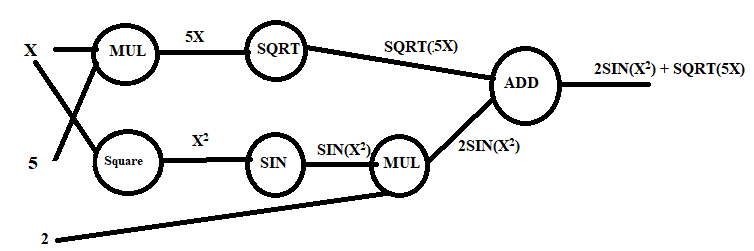 X
MUL
5X
SQRT
SQRT(5X)
ADD
2SIN(X²) + SQRT(5X)
5
Square
X²
SIN
SIN(X²)
MUL
2SIN(X²)
2